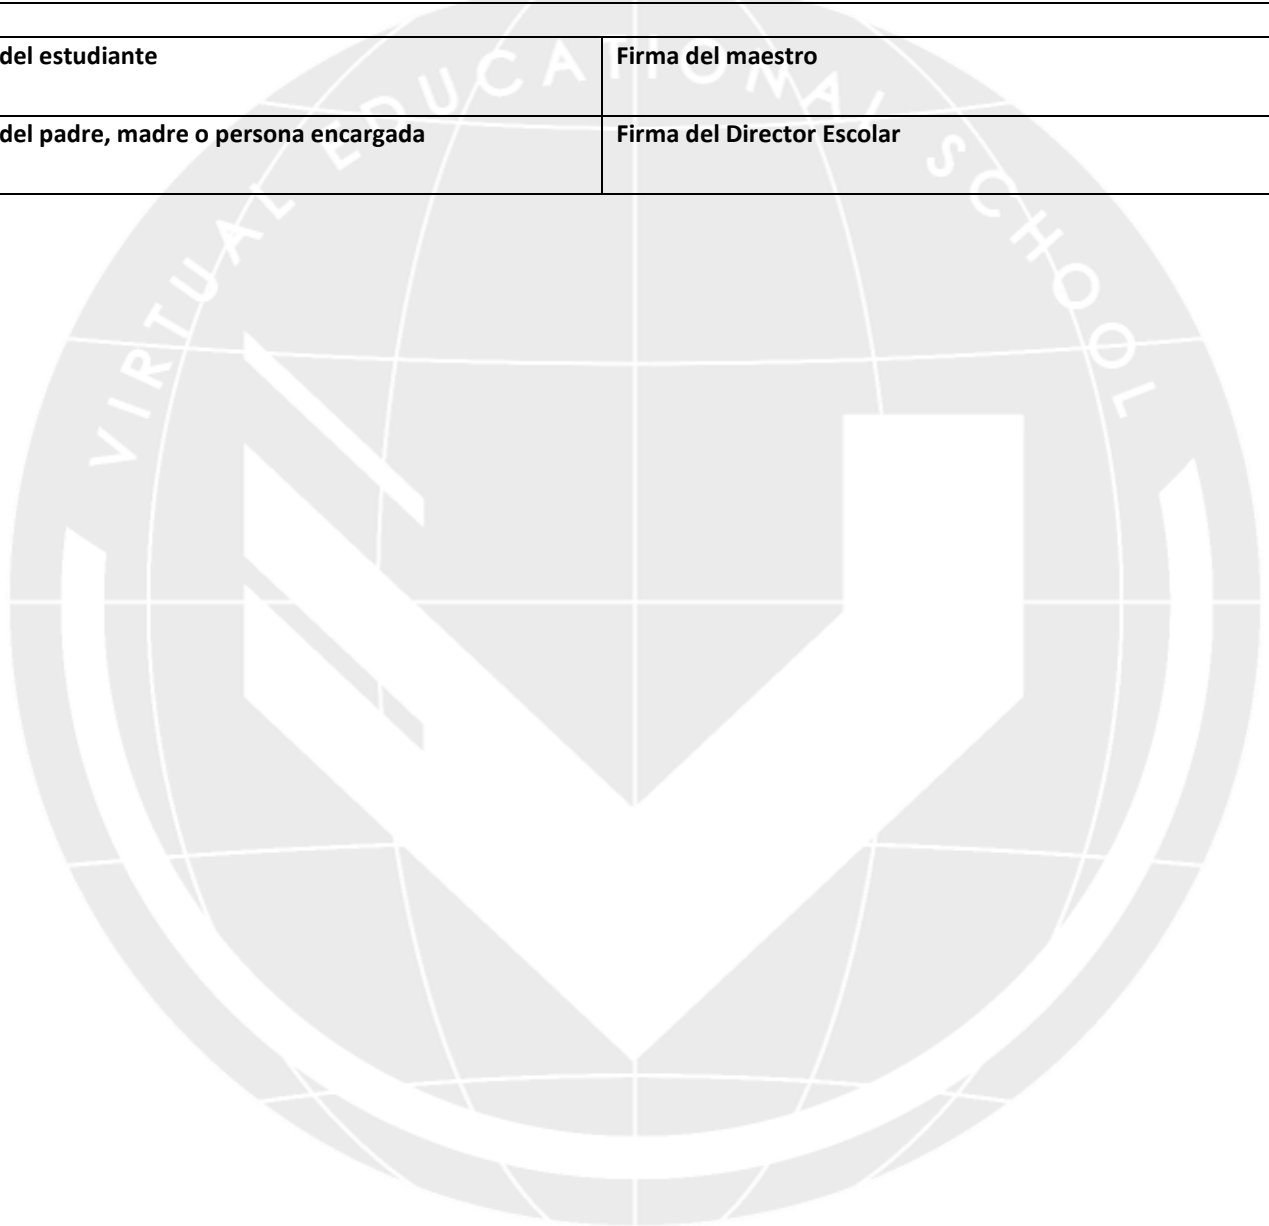 del estudiante
Firma del maestro
del padre, madre o persona encargada
Firma del Director Escolar
VIRTUAL EDUCATIONAL SCHOOL